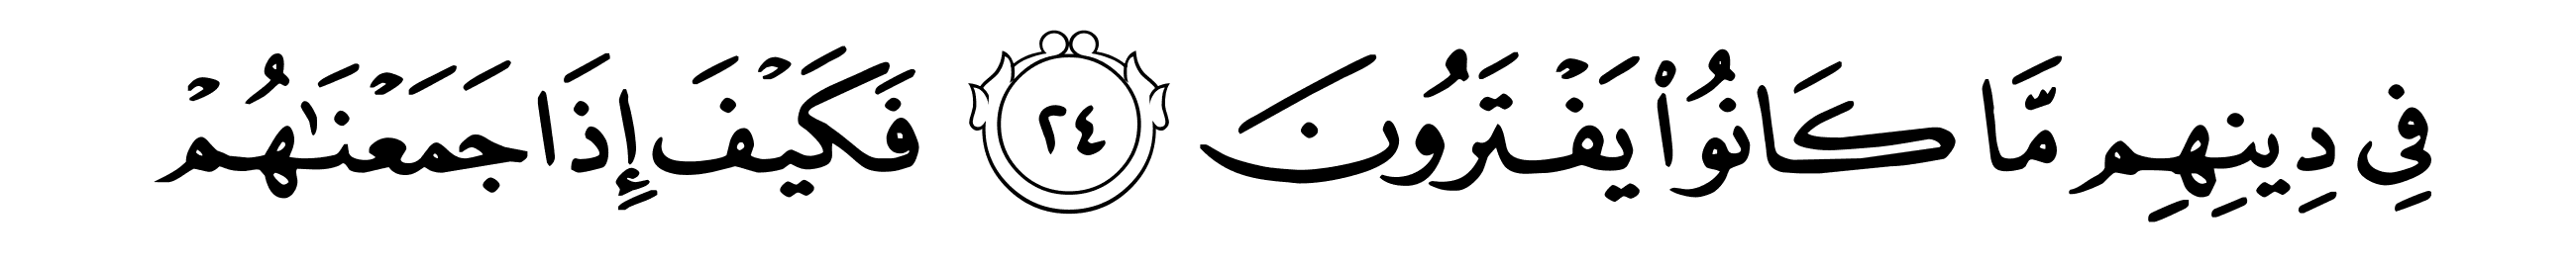 فِي دِينِهِم مَّا كَانُوا۟ يَفْتَرُونَ ٢٤ فَكَيْفَ إِذَا جَمَعْنَـٰهُمْ